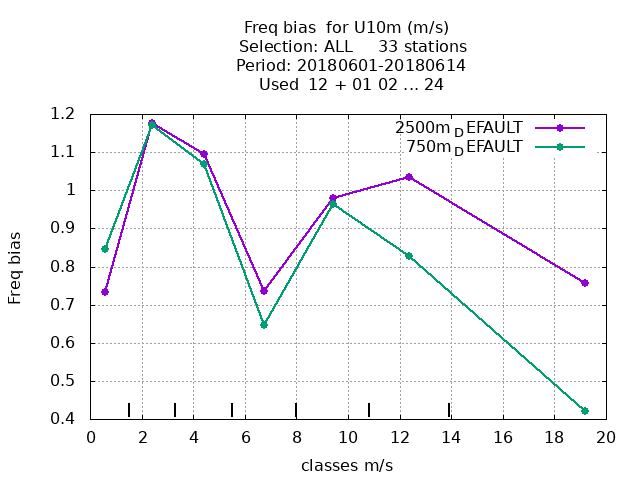 Freq bias  for U10m (m/s)
Selection: ALL     33 stations
Period: 20180601-20180614
Used  12 + 01 02 ... 24
2500mDEFAULT
750mDEFAULT
Freq bias
1.2
1.1
1
0.9
0.8
0.7
0.6
0.5
0.4
0 2 4 6 8 10 12 14 16 18 20
classes m/s